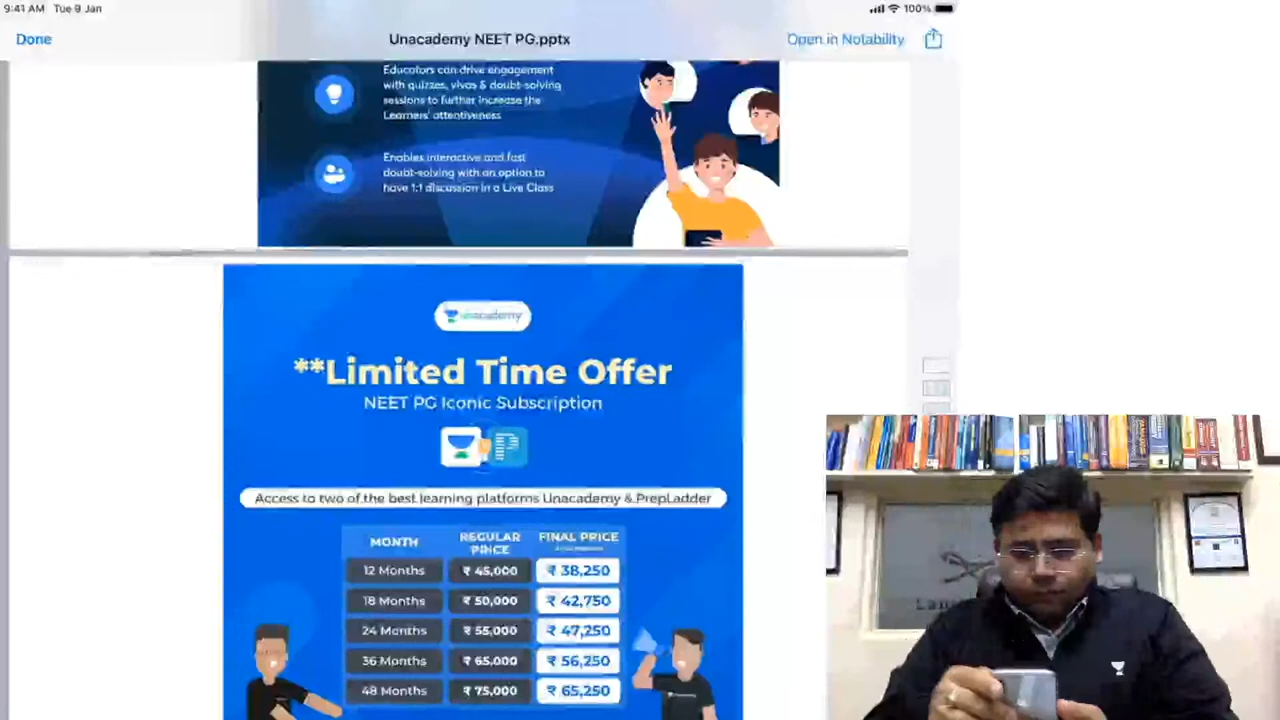 9:41 AM Tue 9 Jan
100%
Done
Unacademy NEET PG.pptx
Open in Notability
Educators can drive engagement
with quizzes, vivas & doubt-solving
sessions to further increase the
Learners' attentiveness
Enables interactive and fast
doubt-solving with an option to
have 1:1 discussion in a Live Class
unacademy
**Limited Time Offer
NEET PG Iconic Subscription
P
Access to two of the best learning platforms Unacademy & PrepLadder
MONTH REGULAR PRICE FINAL PRICE
12 Months ₹ 45,000 ₹ 38,250
18 Months ₹ 50,000 ₹ 42,750
24 Months ₹ 55,000 ₹ 47,250
36 Months ₹ 65,000 ₹ 56,250
48 Months ₹ 75,000 ₹ 65,250